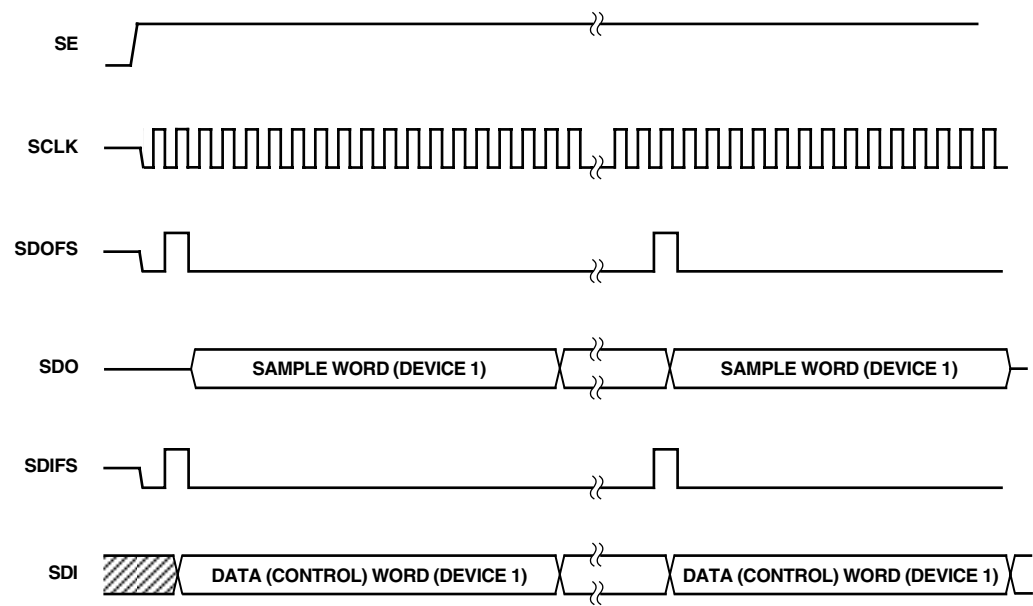 SE
SCLK
SDOFS
SDO
SAMPLE WORD (DEVICE 1) SAMPLE WORD (DEVICE 1)
SDIFS
SDI
DATA (CONTROL) WORD (DEVICE 1) DATA (CONTROL) WORD (DEVICE 1)